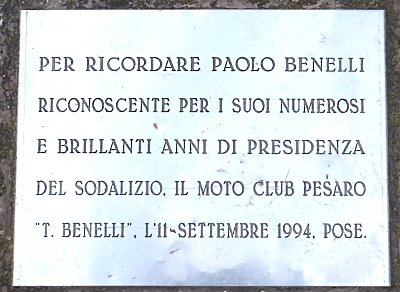 PER RICORDARE PAOLO BENELLI
RICONOSCENTE PER I SUOI NUMEROSI
E BRILLANTI ANNI DI PRESIDENZA
DEL SODALIZIO, IL MOTO CLUB PESARO
"T. BENELLI", L'11-SETTEMBRE 1994, POSE.